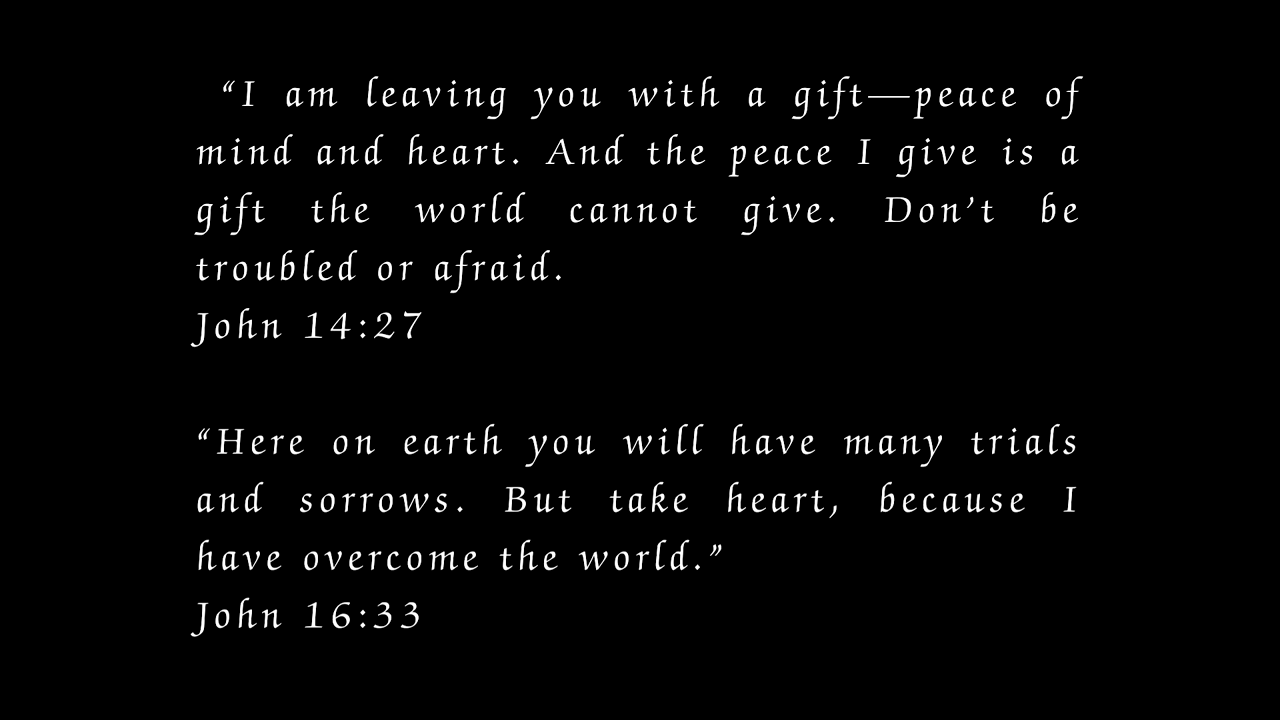 “I am leaving you with a gift—peace of
mind and heart. And the peace I give is a
gift the world cannot give. Don’t be
troubled or afraid.
John 14:27
“Here on earth you will have many trials
and sorrows. But take heart, because I
have overcome the world.”
John 16:33